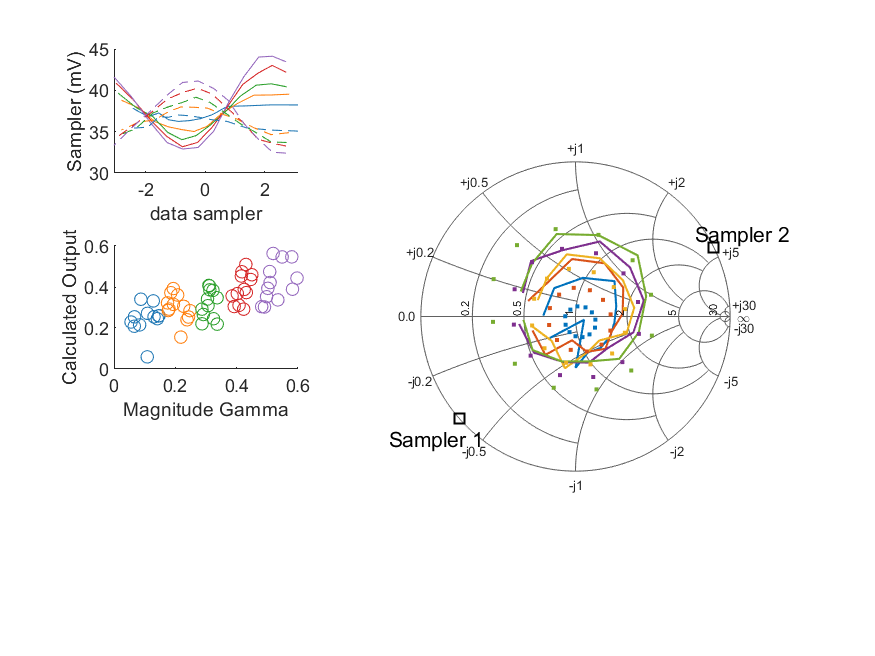 Sampler (mV)
45
40
35
30
-2
0
2
data sampler
Calculated Output
0.6
0.4
0.2
0
0
0.2
0.4
0.6
Magnitude Gamma
+j1
+j0.5
+j2
Sampler 2
+j0.2
+j5
0.0
0.2
0.5
1
2
5
30
+j30
∞
-j30
-j0.2
-j5
Sampler 1
-j0.5
-j2
-j1